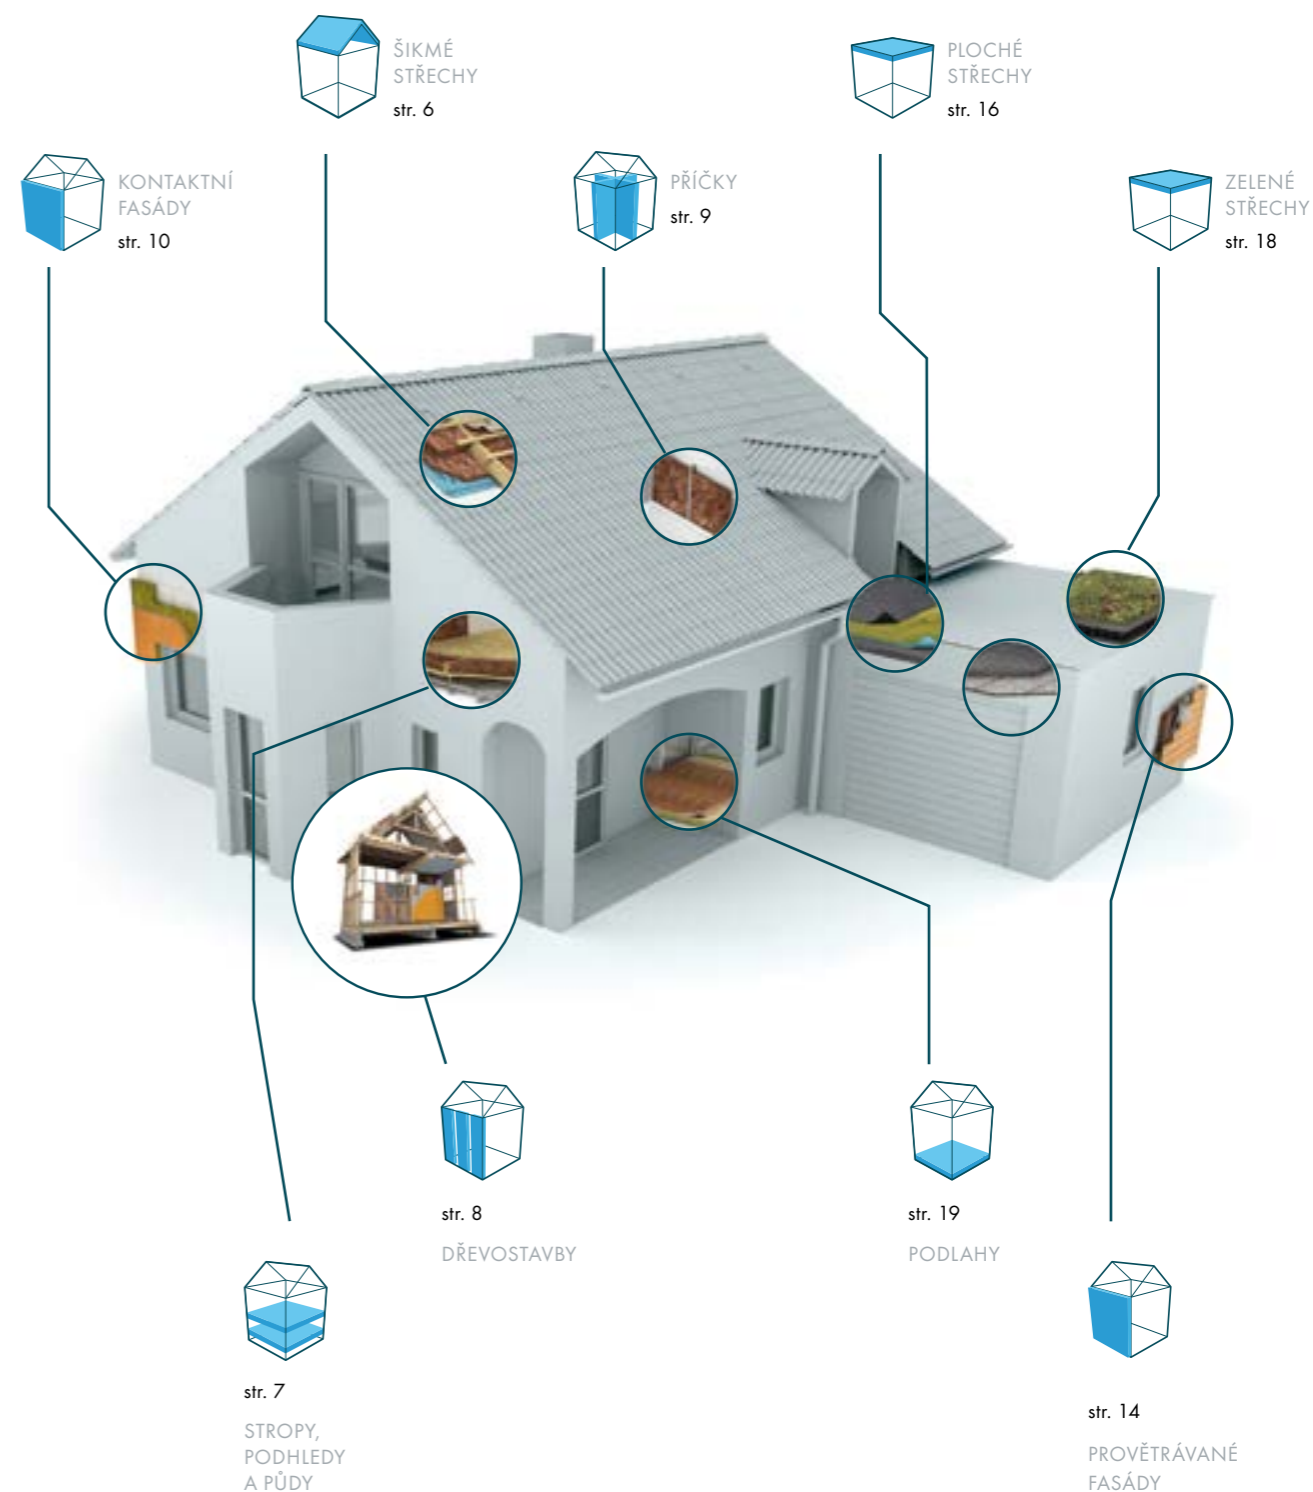 ŠIKMÉ
STŘECHY
str. 6
PLOCHÉ
STŘECHY
str. 16
KONTAKTNÍ
FASÁDY
str. 10
PŘÍČKY
str. 9
ZELENÉ
STŘECHY
str. 18
str. 8
DŘEVOSTAVBY
str. 19
PODLAHY
str. 7
STROPY,
PODHLEDY
A PŮDY
str. 14
PROVĚTRÁVANÉ
FASÁDY